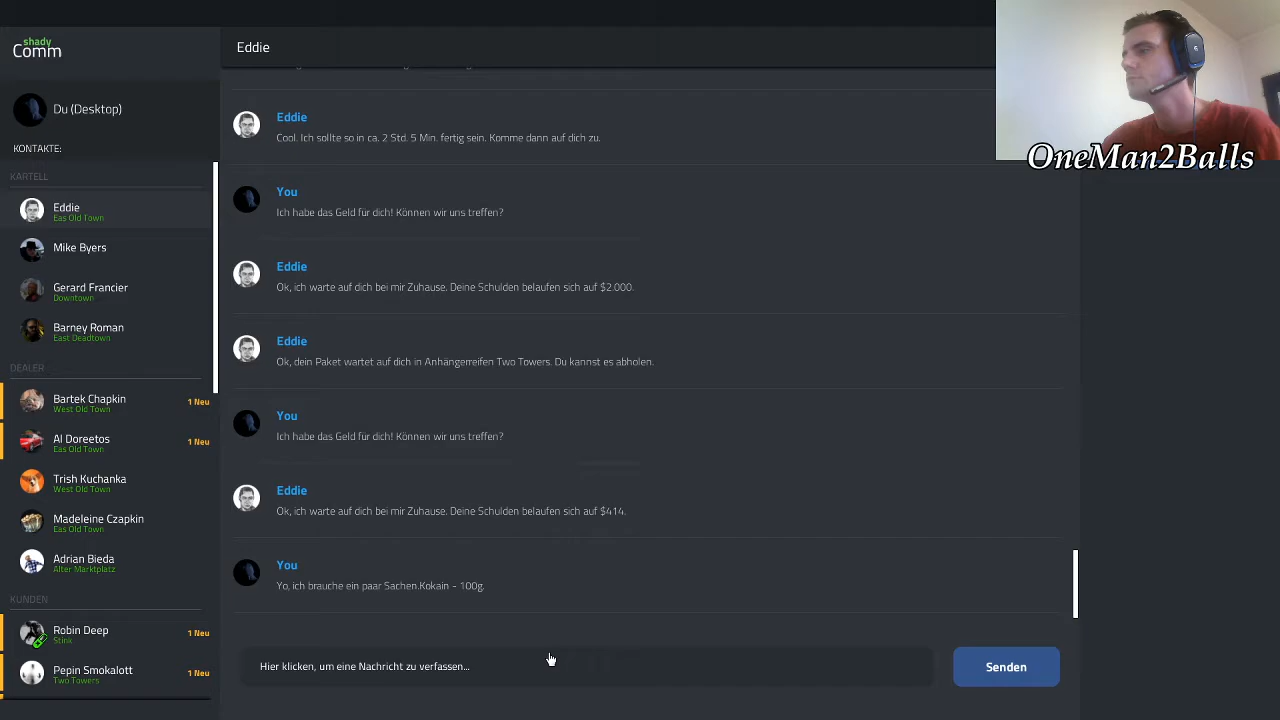 shady
Comm
Du (Desktop)
KONTAKTE:
KARTELL
Eddie
Eas Old Town
Mike Byers
Gerard Francier
Downtown
Barney Roman
East Deadtown
DEALER
Bartek Chapkin
West Old Town
1 Neu
Al Doreetos
Eas Old Town
1 Neu
Trish Kuchanka
West Old Town
Madeleine Czapkin
Eas Old Town
Adrian Bieda
Alter Marktplatz
KUNDEN
Robin Deep
Stink
1 Neu
Pepin Smokalott
Two Towers
1 Neu
Eddie
Eddie
Cool. Ich sollte so in ca. 2 Std. 5 Min. fertig sein. Komme dann auf dich zu.
You
Ich habe das Geld für dich! Können wir uns treffen?
Eddie
Ok, ich warte auf dich bei mir Zuhause. Deine Schulden belaufen sich auf $2.000.
Eddie
Ok, dein Paket wartet auf dich in Anhängerreifen Two Towers. Du kannst es abholen.
You
Ich habe das Geld für dich! Können wir uns treffen?
Eddie
Ok, ich warte auf dich bei mir Zuhause. Deine Schulden belaufen sich auf $414.
You
Yo, ich brauche ein paar Sachen.Kokain - 100g.
Hier klicken, um eine Nachricht zu verfassen...
Senden
OneMan2Balls